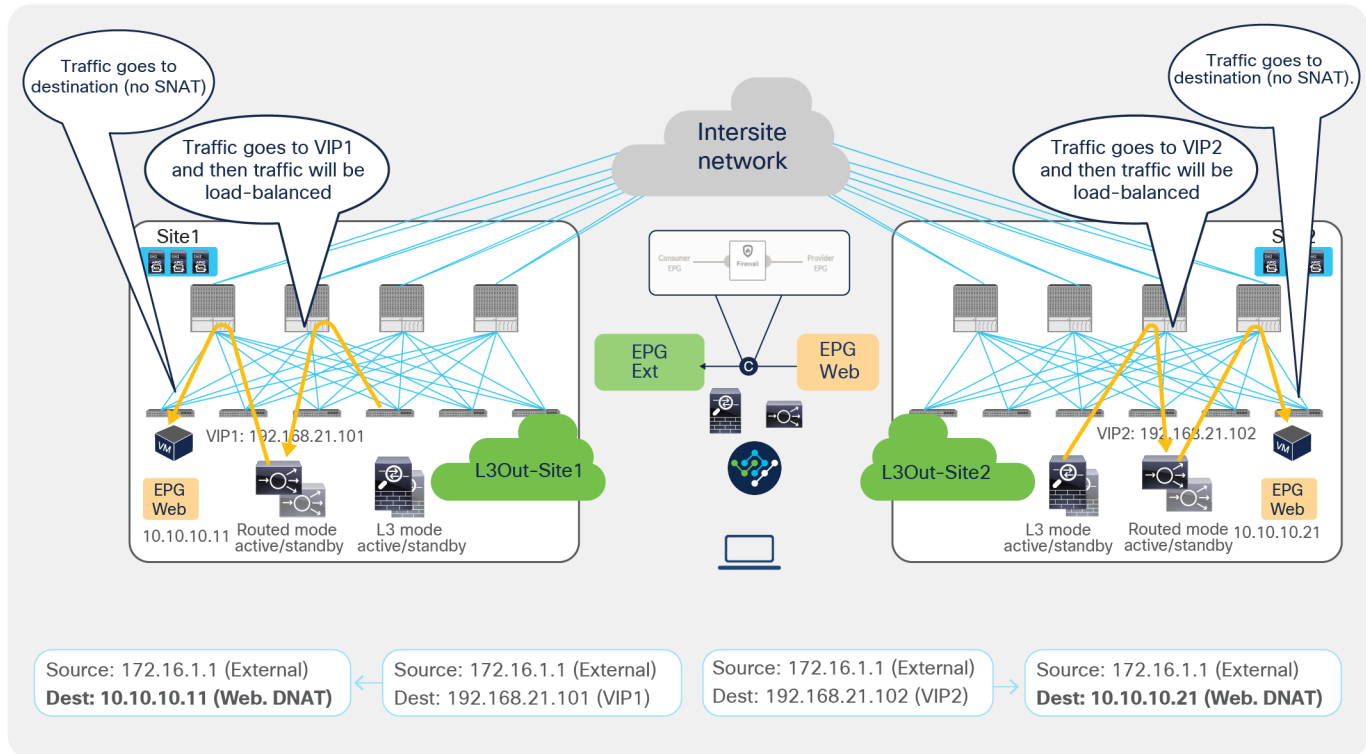 Traffic goes to
destination (no SNAT)
Traffic goes to VIP1
and then traffic will be
load-balanced
Intersite
network
Traffic goes to VIP2
and then traffic will be
load-balanced
Traffic goes to
destination (no SNAT).
Site1
Consumer
EPG
Firewall
Provider
EPG
EPG
Ext
C
EPG
Web
VIP1: 192.168.21.101
VM
EPG
Web
10.10.10.11
Routed mode
active/standby
L3 mode
active/standby
L3Out-Site1
L3Out-Site2
VIP2: 192.168.21.102
VM
EPG
Web
L3 mode
active/standby
Routed mode
active/standby
10.10.10.21
Source: 172.16.1.1 (External)
Dest: 10.10.10.11 (Web. DNAT)
Source: 172.16.1.1 (External)
Dest: 192.168.21.101 (VIP1)
Source: 172.16.1.1 (External)
Dest: 192.168.21.102 (VIP2)
Source: 172.16.1.1 (External)
Dest: 10.10.10.21 (Web. DNAT)